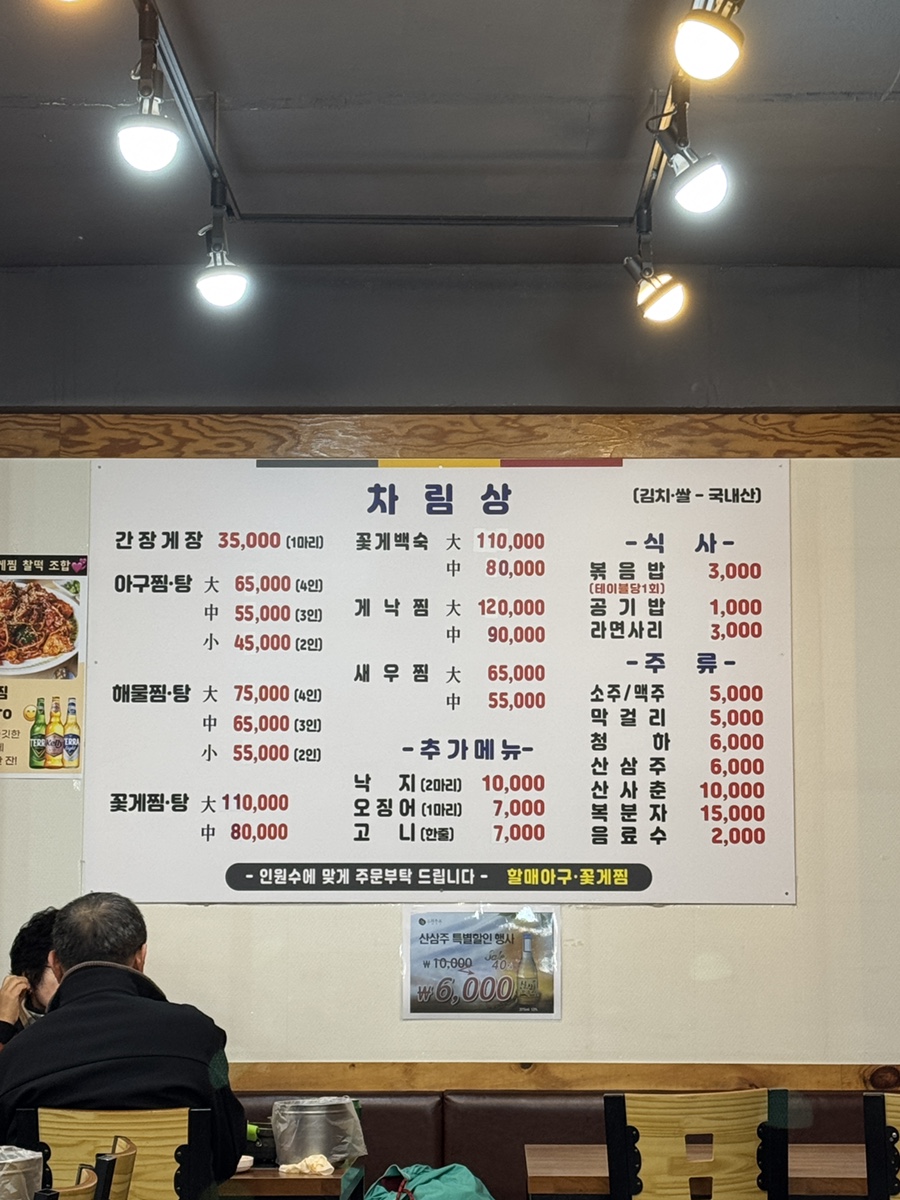 차림상
(김치·쌀 - 국내산)
간장게장 35,000 (1마리)
아구찜·탕 大 65,000 (4인)
中 55,000 (3인)
小 45,000 (2인)
해물찜·탕 大 75,000 (4인)
中 65,000 (3인)
小 55,000 (2인)
꽃게찜·탕 大 110,000
中 80,000
꽃게백숙 大 110,000
中 80,000
게낙찜 大 120,000
中 90,000
새우찜 大 65,000
中 55,000
-추가메뉴-
낙지 (2마리) 10,000
오징어 (1마리) 7,000
고니 (한줄) 7,000
-식사-
볶음밥 3,000
(테이블당1회)
공기밥 1,000
라면사리 3,000
-주류-
소주/맥주 5,000
막걸리 5,000
청하 6,000
산삼주 6,000
산사춘 10,000
복분자 15,000
음료수 2,000
- 인원수에 맞게 주문부탁 드립니다 - 할매아구·꽃게찜
게찜 찰떡 조합💕
찜
TERRA
Kelly
TERRA
산삼주 특별할인 행사
₩10,000
₩6,000